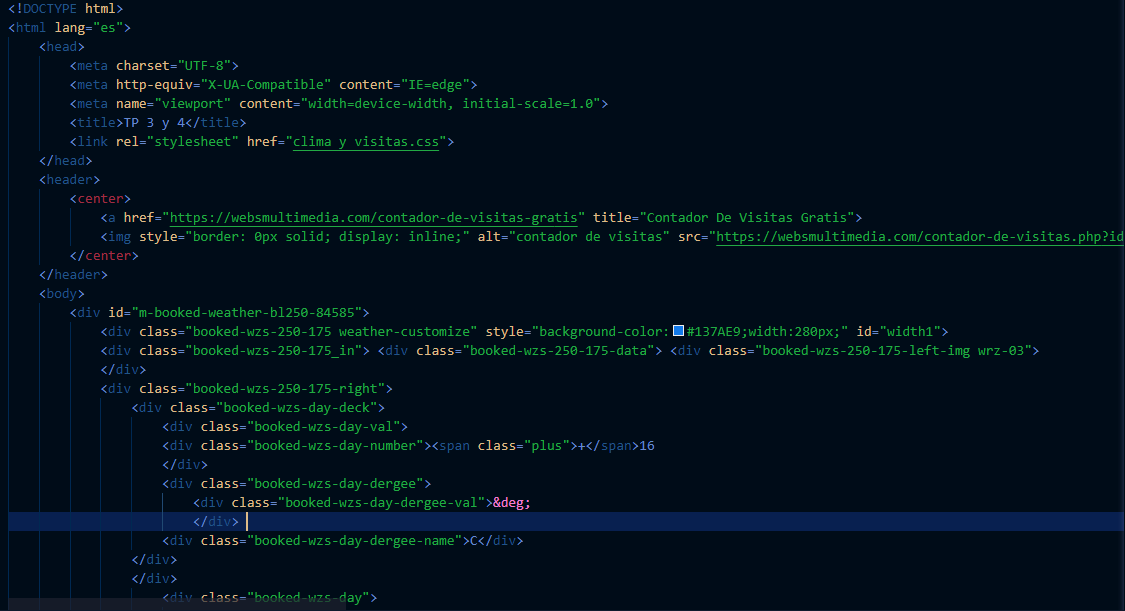 <!DOCTYPE html>
<html lang="es">
<head>
<meta charset="UTF-8">
<meta http-equiv="X-UA-Compatible" content="IE=edge">
<meta name="viewport" content="width=device-width, initial-scale=1.0">
<title>TP 3 y 4</title>
<link rel="stylesheet" href="clima y visitas.css">
</head>
<header>
<center>
<a href="https://websmultimedia.com/contador-de-visitas-gratis" title="Contador De Visitas Gratis">
<img style="border: 0px solid; display: inline;" alt="contador de visitas" src="https://websmultimedia.com/contador-de-visitas.php?id
</center>
</header>
<body>
<div id="m-booked-weather-bl250-84585">
<div class="booked-wzs-250-175 weather-customize" style="background-color:#137AE9;width:280px;" id="width1">
<div class="booked-wzs-250-175_in"> <div class="booked-wzs-250-175-data"> <div class="booked-wzs-250-175-left-img wrz-03">
</div>
<div class="booked-wzs-250-175-right">
<div class="booked-wzs-day-deck">
<div class="booked-wzs-day-val">
<div class="booked-wzs-day-number"><span class="plus">+</span>16
</div>
<div class="booked-wzs-day-dergee">
<div class="booked-wzs-day-dergee-val">&deg;
</div>
<div class="booked-wzs-day-dergee-name">C</div>
</div>
</div>
<div class="booked-wzs-day">